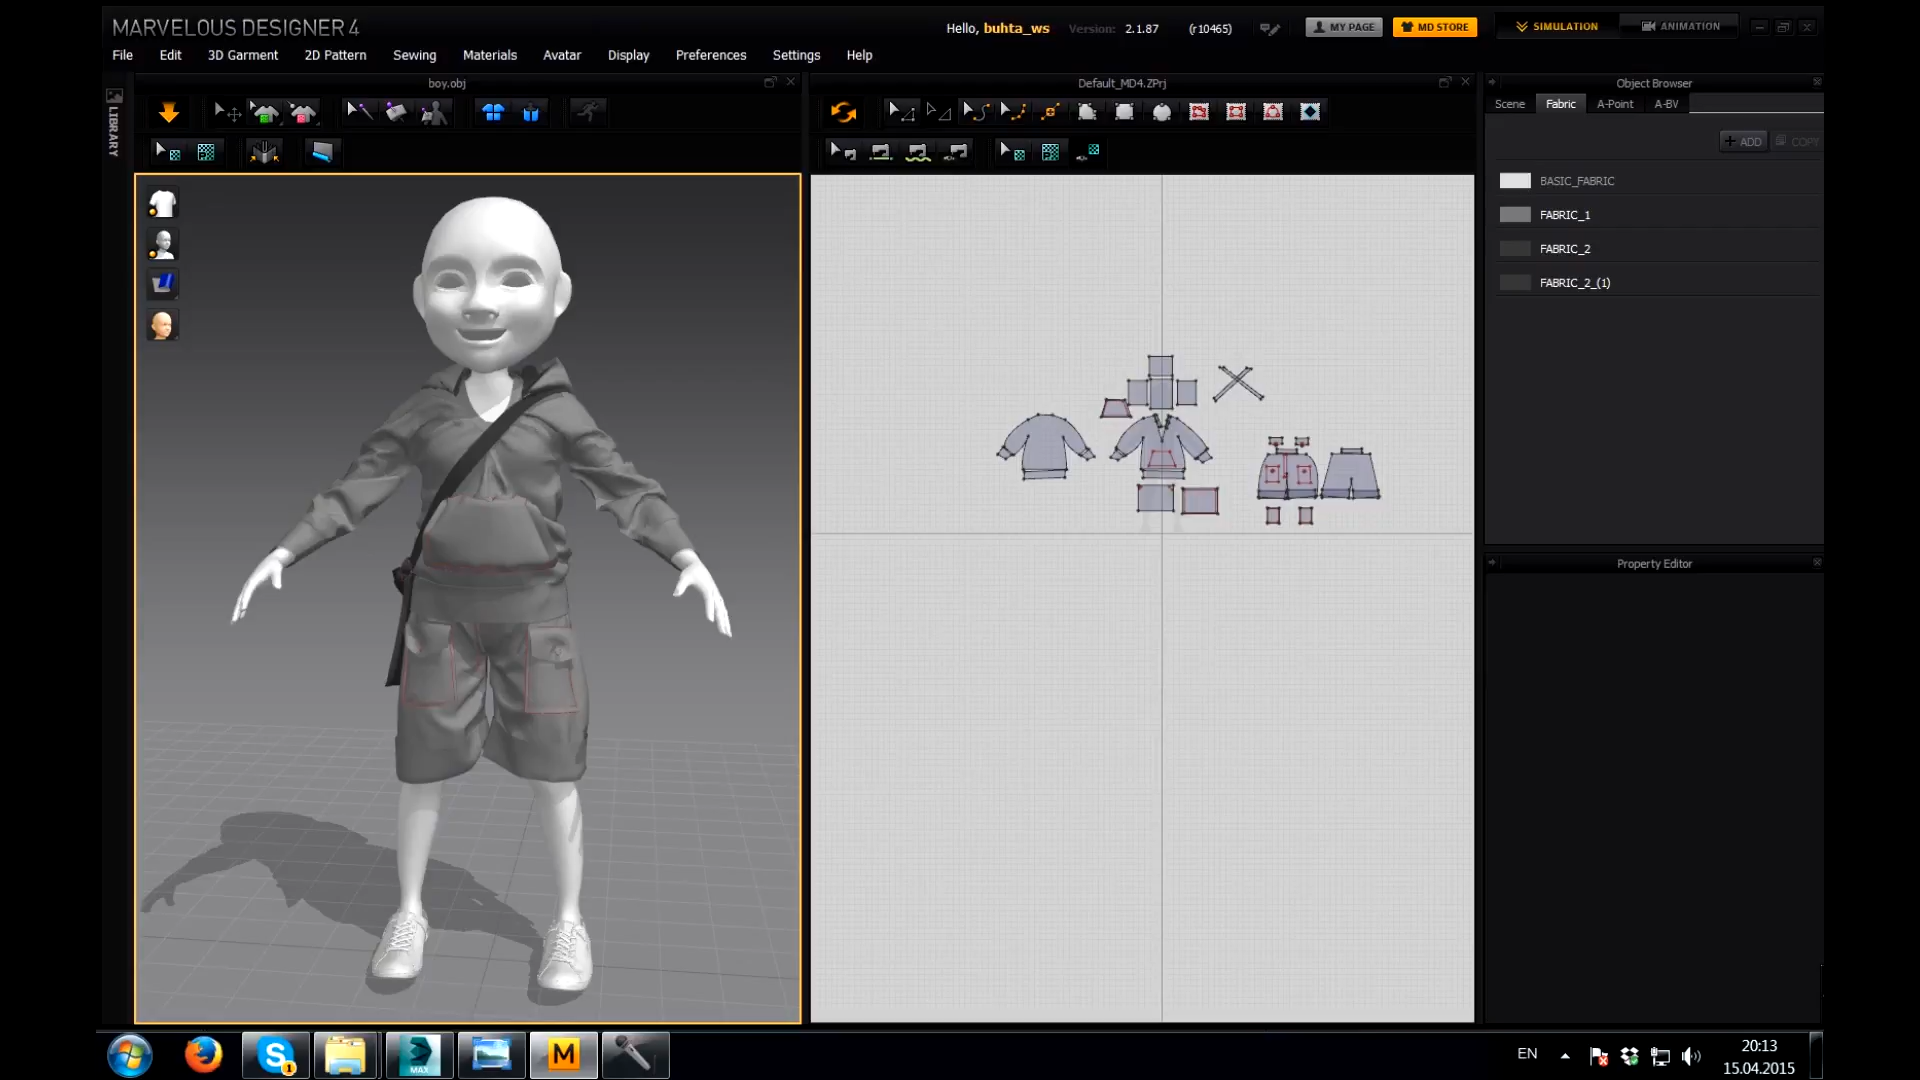 MARVELOUS DESIGNER 4
Hello, buhta_ws Version: 2.1.87 (r10465) MY PAGE MD STORE SIMULATION ANIMATION
File Edit 3D Garment 2D Pattern Sewing Materials Avatar Display Preferences Settings Help
boy.obj Default_MD4.ZPrj Object Browser
LIBRARY
Scene Fabric A-Point A-BV
ADD COPY
BASIC_FABRIC
FABRIC_1
FABRIC_2
FABRIC_2_(1)
Property Editor
S 1 MAX M EN 20:13
15.04.2015